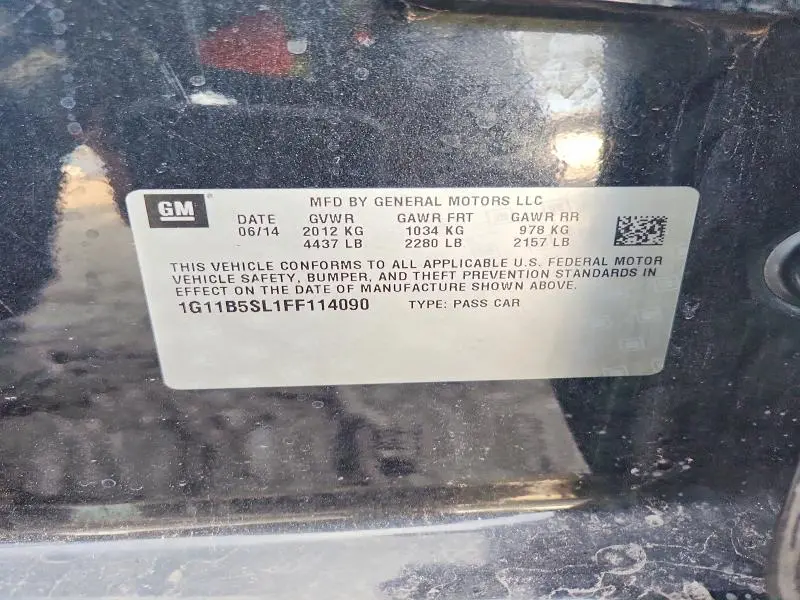 GM
MFD BY GENERAL MOTORS LLC
DATE GVWR GAWR FRT GAWR RR
06/14 2012 KG 1034 KG 978 KG
4437 LB 2280 LB 2157 LB
THIS VEHICLE CONFORMS TO ALL APPLICABLE U.S. FEDERAL MOTOR
VEHICLE SAFETY, BUMPER, AND THEFT PREVENTION STANDARDS IN
EFFECT ON THE DATE OF MANUFACTURE SHOWN ABOVE.
1G11B5SL1FF114090 TYPE: PASS CAR